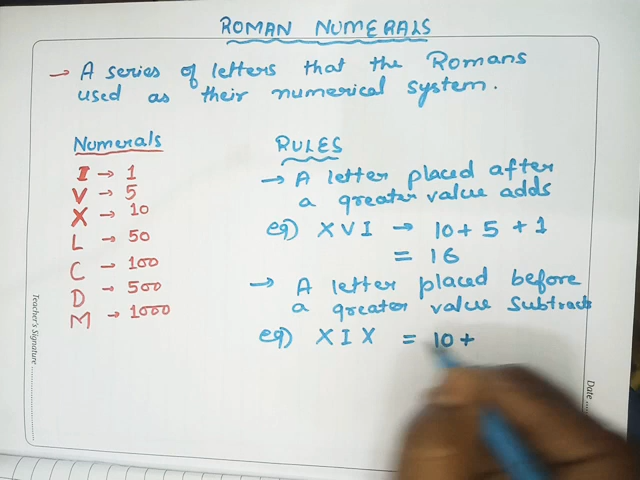 ROMAN NUMERALS
→ A series of letters that the Romans
used as their numerical system.
Numerals
I → 1
V → 5
X → 10
L → 50
C → 100
D → 500
M → 1000
RULES
→ A letter placed after
a greater value adds
eg) XVI → 10 + 5 + 1
= 16
→ A letter placed before
a greater value subtracts
eg) XIX = 10 +
Teacher's Signature
Date